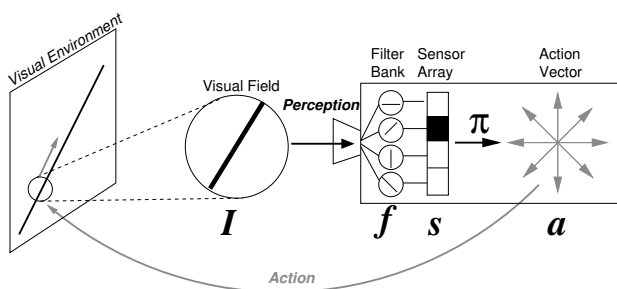 Visual Environment
Visual Field
Perception
Filter
Bank
Sensor
Array
Action
Vector
π
I
f
s
a
Action